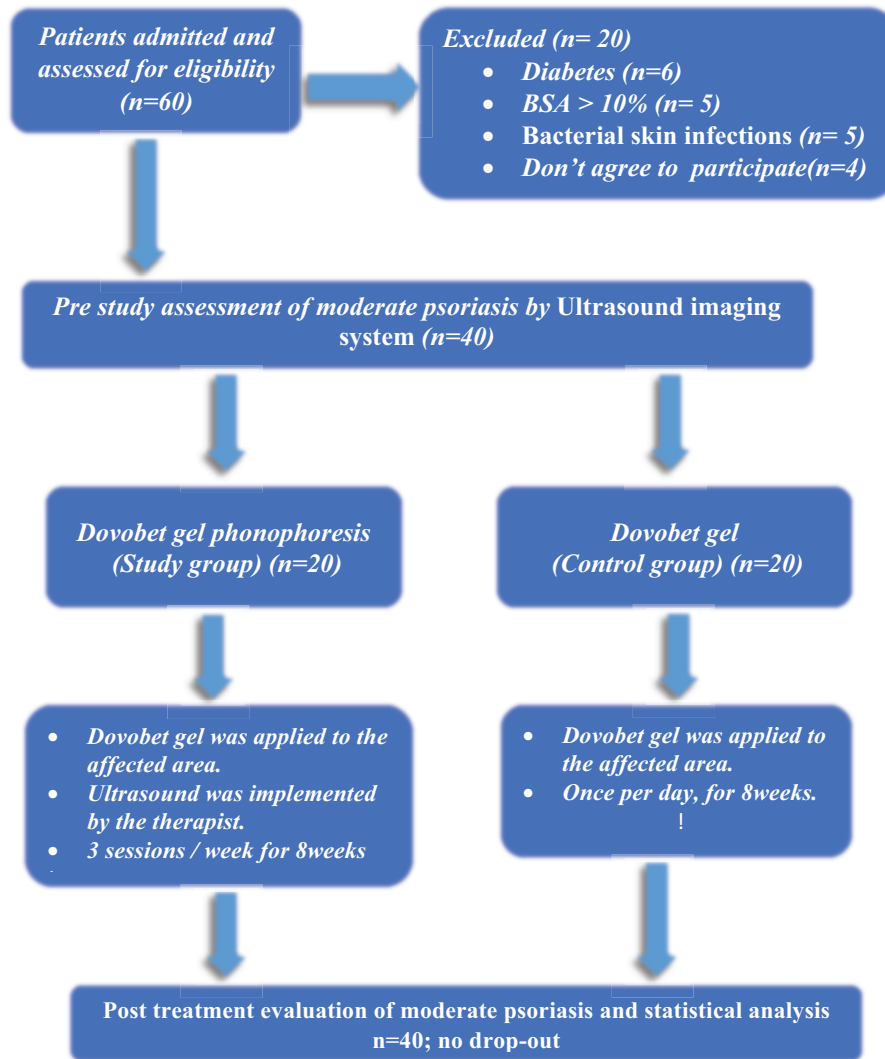 Patients admitted and
assessed for eligibility
(n=60)
Excluded (n= 20)
• Diabetes (n=6)
• BSA > 10% (n= 5)
• Bacterial skin infections (n= 5)
• Don't agree to participate(n=4)
Pre study assessment of moderate psoriasis by Ultrasound imaging
system (n=40)
Dovobet gel phonophoresis
(Study group) (n=20)
Dovobet gel
(Control group) (n=20)
• Dovobet gel was applied to the
affected area.
• Ultrasound was implemented
by the therapist.
• 3 sessions / week for 8weeks
.
• Dovobet gel was applied to
the affected area.
• Once per day, for 8weeks.
!
Post treatment evaluation of moderate psoriasis and statistical analysis
n=40; no drop-out